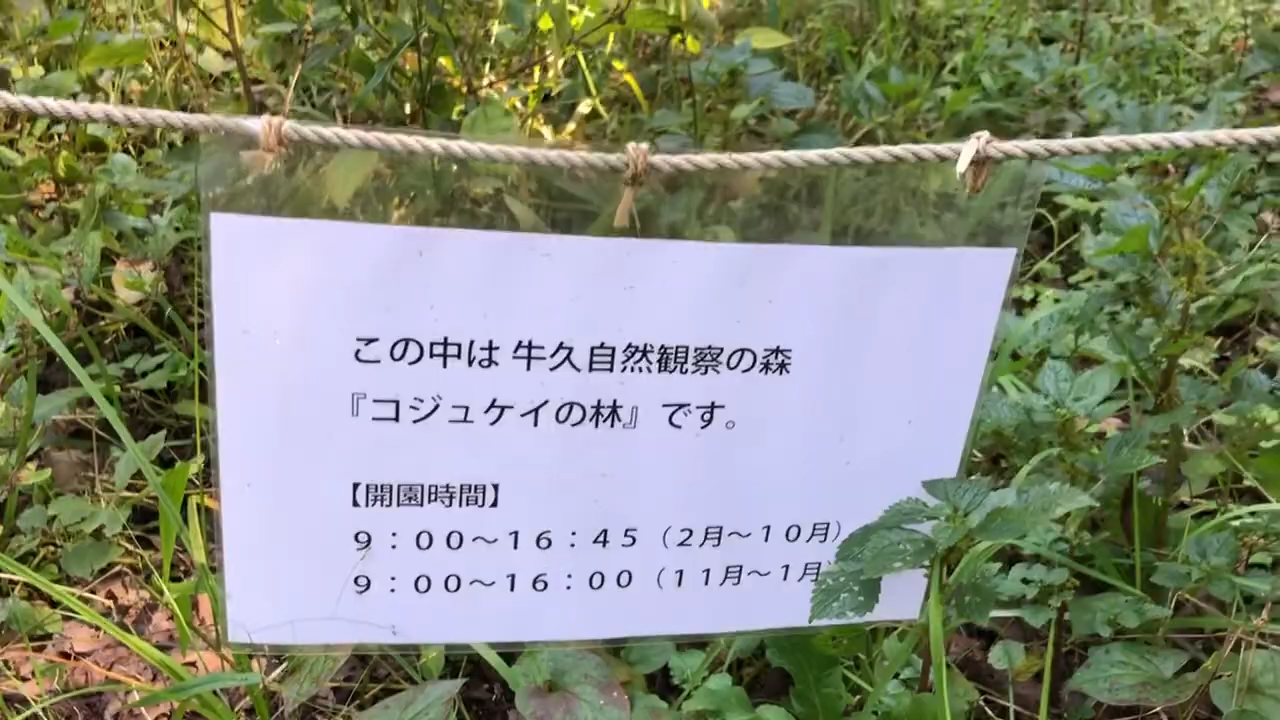 この中は 牛久自然観察の森
『コジュケイの林』です。
【開園時間】
９：００～１６：４５（２月～１０月）
９：００～１６：００（１１月～１月）